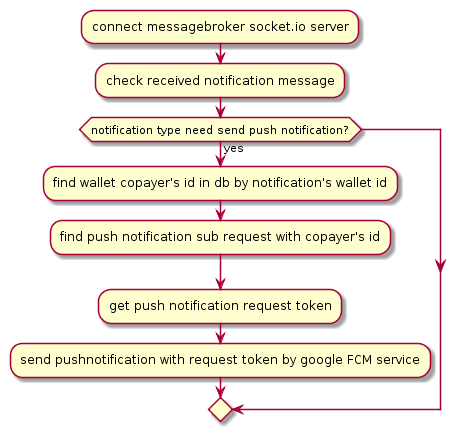 connect messagebroker socket.io server
check received notification message
notification type need send push notification?
yes
find wallet copayer's id in db by notification's wallet id
find push notification sub request with copayer's id
get push notification request token
send pushnotification with request token by google FCM service